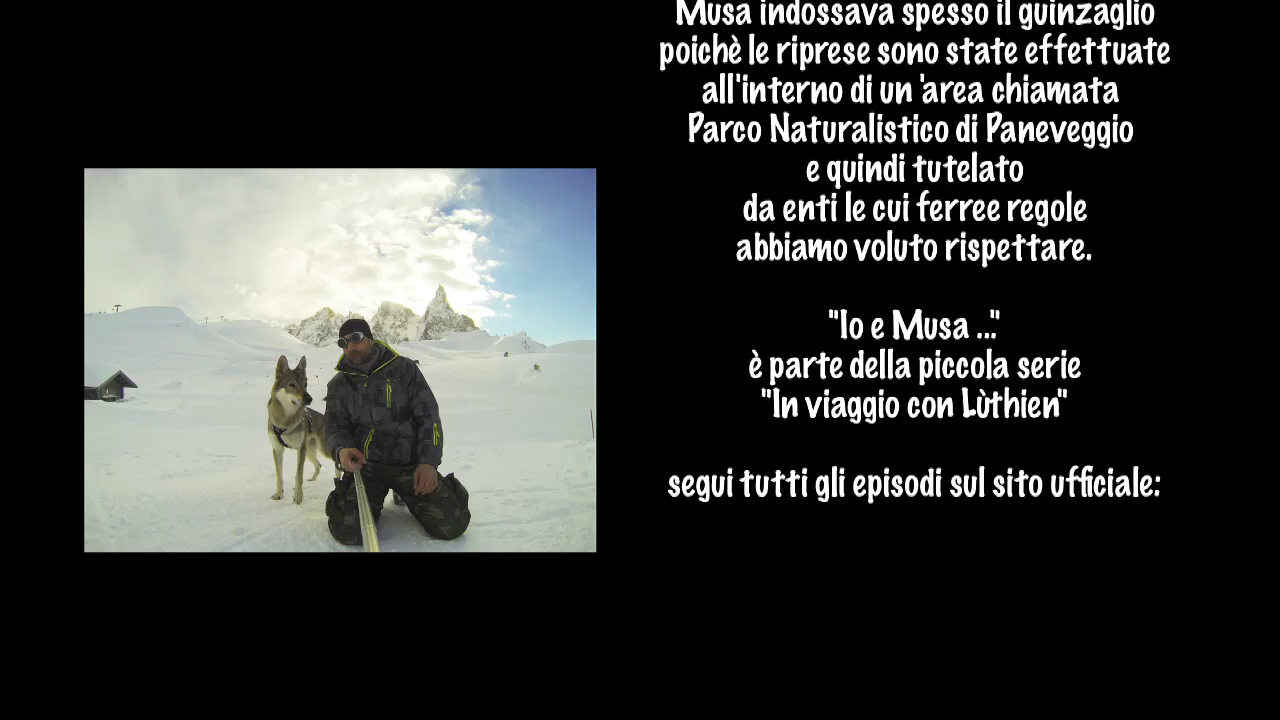 Musa indossava spesso il guinzaglio
poichè le riprese sono state effettuate
all'interno di un 'area chiamata
Parco Naturalistico di Paneveggio
e quindi tutelato
da enti le cui ferree regole
abbiamo voluto rispettare.
"Io e Musa ..."
è parte della piccola serie
"In viaggio con Lùthien"
segui tutti gli episodi sul sito ufficiale: